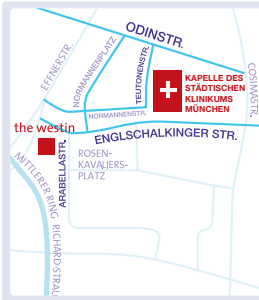 ODINSTR.
EFFNERSTR.
NORMANNENPLATZ
TEUTONENSTR.
COSIMASTR.
KAPELLE DES
STÄDTISCHEN
KLINIKUMS
MÜNCHEN
NORMANNENSTR.
the westin
ENGLSCHALKINGER STR.
ARABELLASTR.
ROSEN-
KAVALIERS-
PLATZ
MITTLERER RING
RICHARD-STRAU